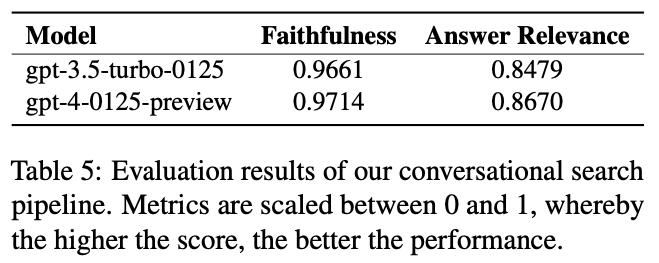 Model Faithfulness Answer Relevance
gpt-3.5-turbo-0125 0.9661 0.8479
gpt-4-0125-preview 0.9714 0.8670
Table 5: Evaluation results of our conversational search
pipeline. Metrics are scaled between 0 and 1, whereby
the higher the score, the better the performance.